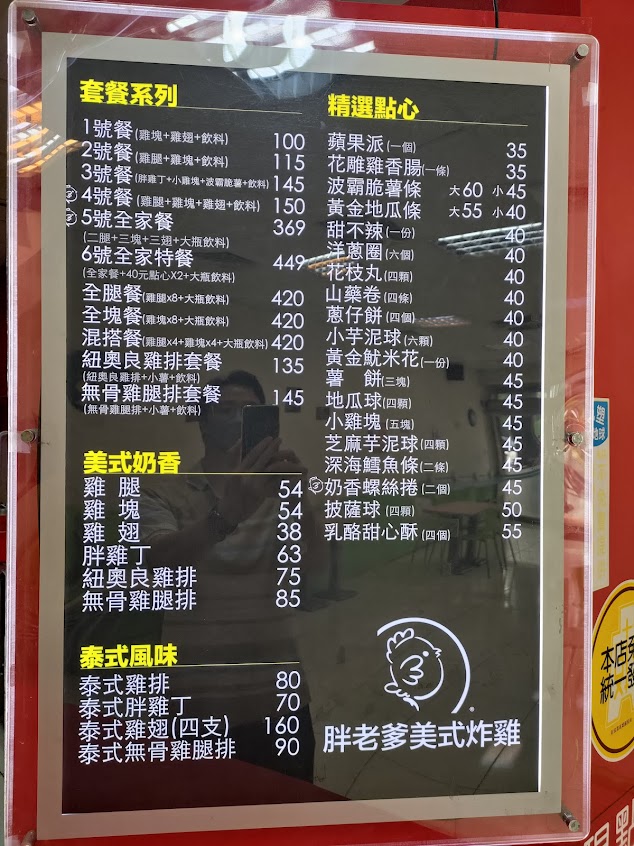 套餐系列
1號餐(雞塊+雞翅+飲料) 100
2號餐(雞腿+雞塊+飲料) 115
3號餐(胖雞丁+小雞塊+波霸脆薯+飲料) 145
4號餐(雞腿+雞塊+雞翅+飲料) 150
5號全家餐 369
(二腿+三塊+三翅+大瓶飲料)
6號全家特餐 449
(全家餐+40元點心X2+大瓶飲料)
全腿餐(雞腿x8+大瓶飲料) 420
全塊餐(雞塊x8+大瓶飲料) 420
混搭餐(雞腿x4+雞塊x4+大瓶飲料) 420
紐奧良雞排套餐 135
(紐奧良雞排+小薯+飲料)
無骨雞腿排套餐 145
(無骨雞腿排+小薯+飲料)
美式奶香
雞 腿 54
雞 塊 54
雞 翅 38
胖雞丁 63
紐奧良雞排 75
無骨雞腿排 85
泰式風味
泰式雞排 80
泰式胖雞丁 70
泰式雞翅(四支) 160
泰式無骨雞腿排 90
精選點心
蘋果派(一個) 35
花雕雞香腸(一條) 35
波霸脆薯條 大60 小45
黃金地瓜條 大55 小40
甜不辣(一份) 40
洋蔥圈(六個) 40
花枝丸(四顆) 40
山藥卷(四條) 40
蔥仔餅(四個) 40
小芋泥球(六顆) 40
黃金魷米花(一份) 40
薯 餅(三塊) 45
地瓜球(四顆) 45
小雞塊(五塊) 45
芝麻芋泥球(四顆) 45
深海鱈魚條(二條) 45
奶香螺絲捲(二個) 45
披薩球(四顆) 50
乳酪甜心酥(四個) 55
胖老爹美式炸雞
本店免
統一發